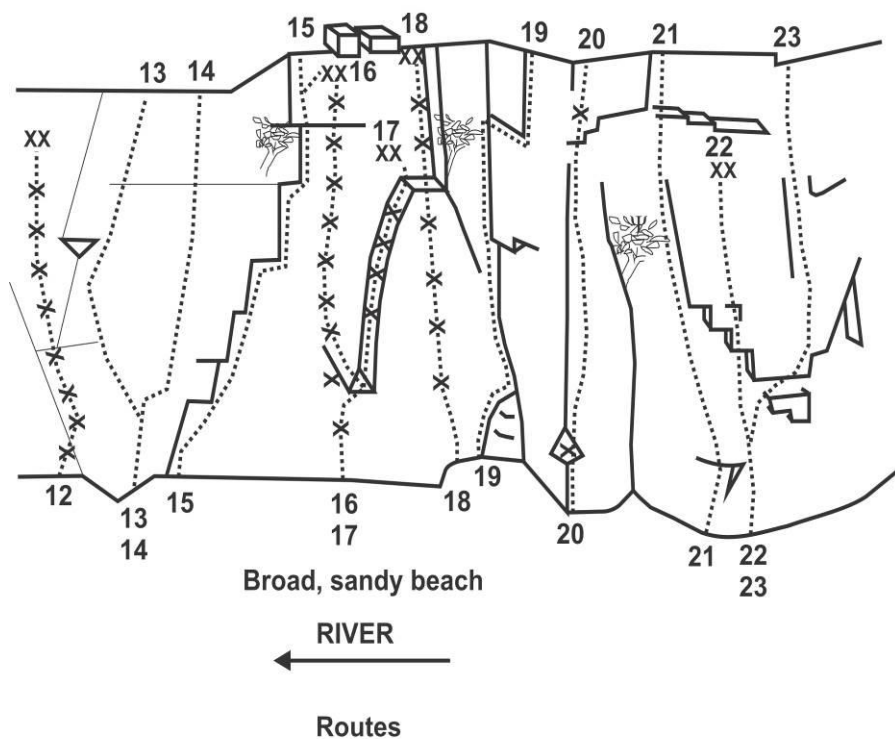 15 18 19 20 21 23
13 14 XX 16 XX
XX 17 22
XX XX
12 13 15 16 18 19 20 21 22
14 17 23
Broad, sandy beach
RIVER
Routes